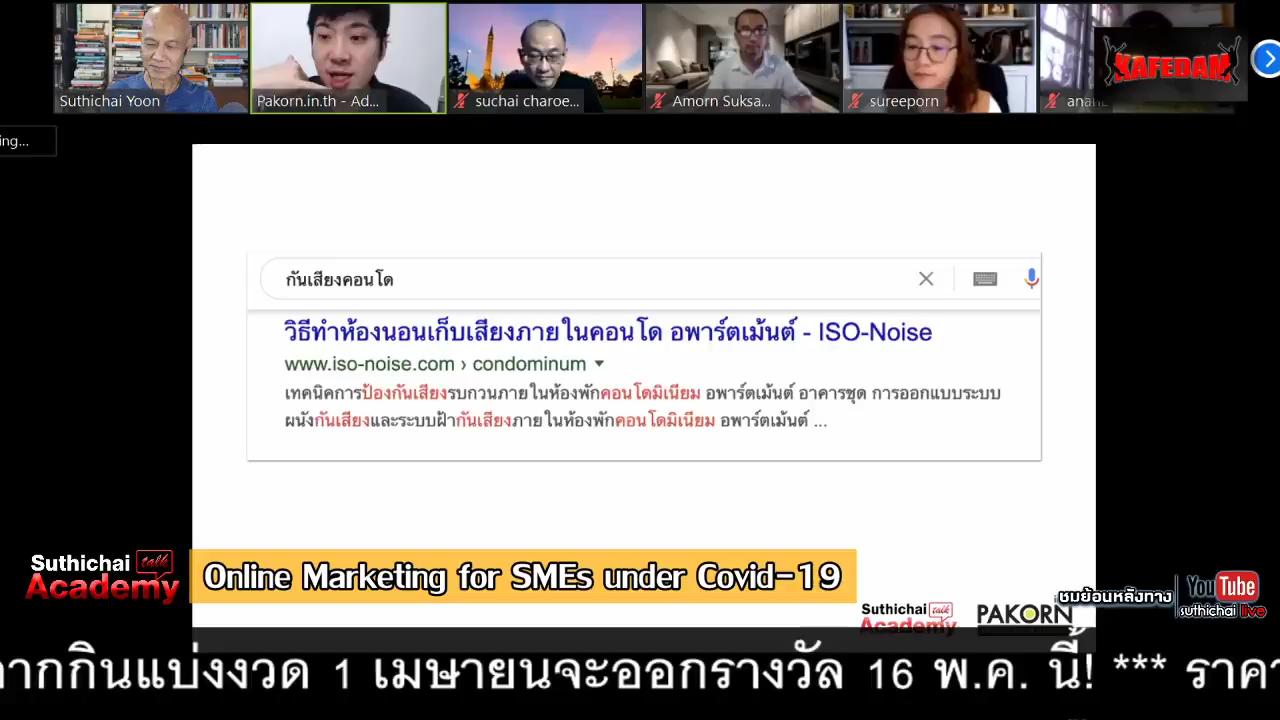 Suthichai Yoon
Pakorn.in.th - Ad...
suchai charoe...
Amorn Suksa...
sureeporn
KAFEDAM
ing...
กันเสียงคอนโด
วิธีทำห้องนอนเก็บเสียงภายในคอนโด อพาร์ตเม้นต์ - ISO-Noise
www.iso-noise.com › condominum
เทคนิคการป้องกันเสียงรบกวนภายในห้องพักคอนโดมิเนียม อพาร์ตเม้นต์ อาคารชุด การออกแบบระบบ
ผนังกันเสียงและระบบฝ้ากันเสียงภายในห้องพักคอนโดมิเนียม อพาร์ตเม้นต์ ...
Suthichai talk
Academy
Online Marketing for SMEs under Covid-19
Suthichai talk
Academy
PAKORN
ชมย้อนหลังทาง
YouTube
suthichai live
ลากกินแบ่งงวด 1 เมษายนจะออกรางวัล 16 พ.ค. นี้! *** ราคา